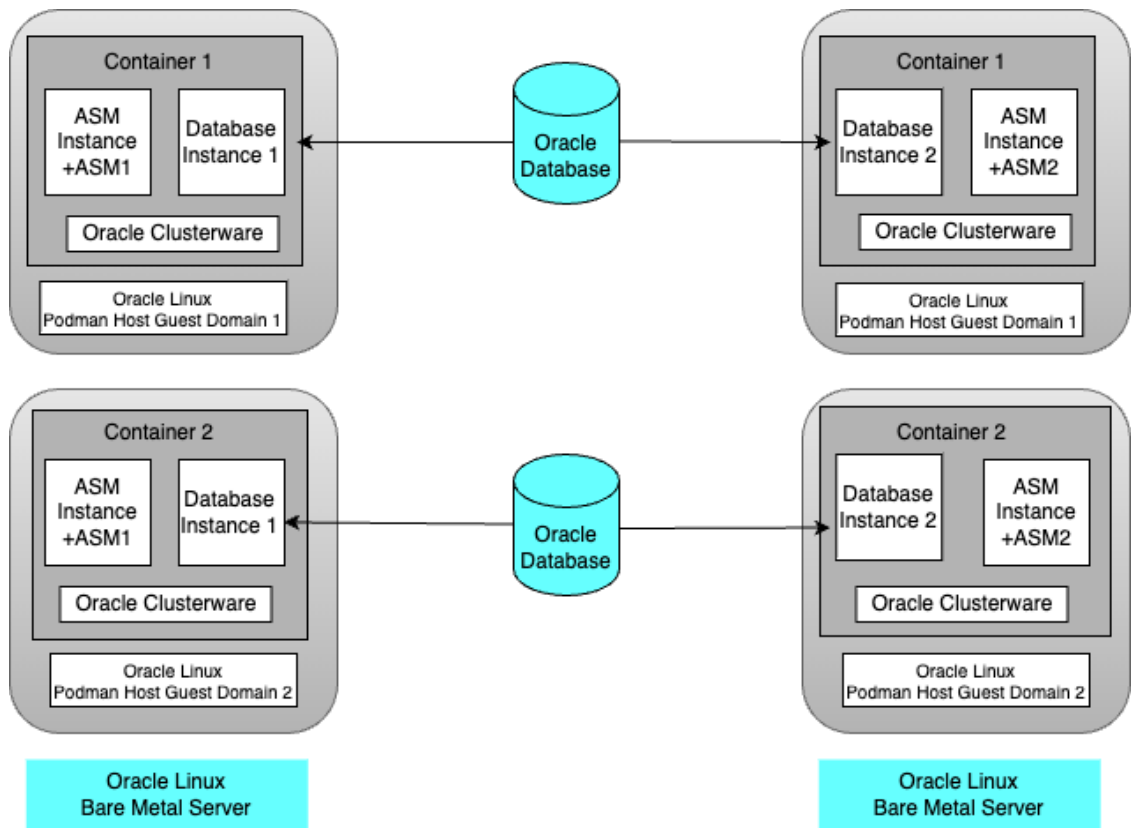 Container 1
ASM
Instance
+ASM1
Database
Instance 1
Oracle Clusterware
Oracle Linux
Podman Host Guest Domain 1
Oracle
Database
Container 1
Database
Instance 2
ASM
Instance
+ASM2
Oracle Clusterware
Oracle Linux
Podman Host Guest Domain 1
Container 2
ASM
Instance
+ASM1
Database
Instance 1
Oracle Clusterware
Oracle Linux
Podman Host Guest Domain 2
Oracle
Database
Container 2
Database
Instance 2
ASM
Instance
+ASM2
Oracle Clusterware
Oracle Linux
Podman Host Guest Domain 2
Oracle Linux
Bare Metal Server
Oracle Linux
Bare Metal Server